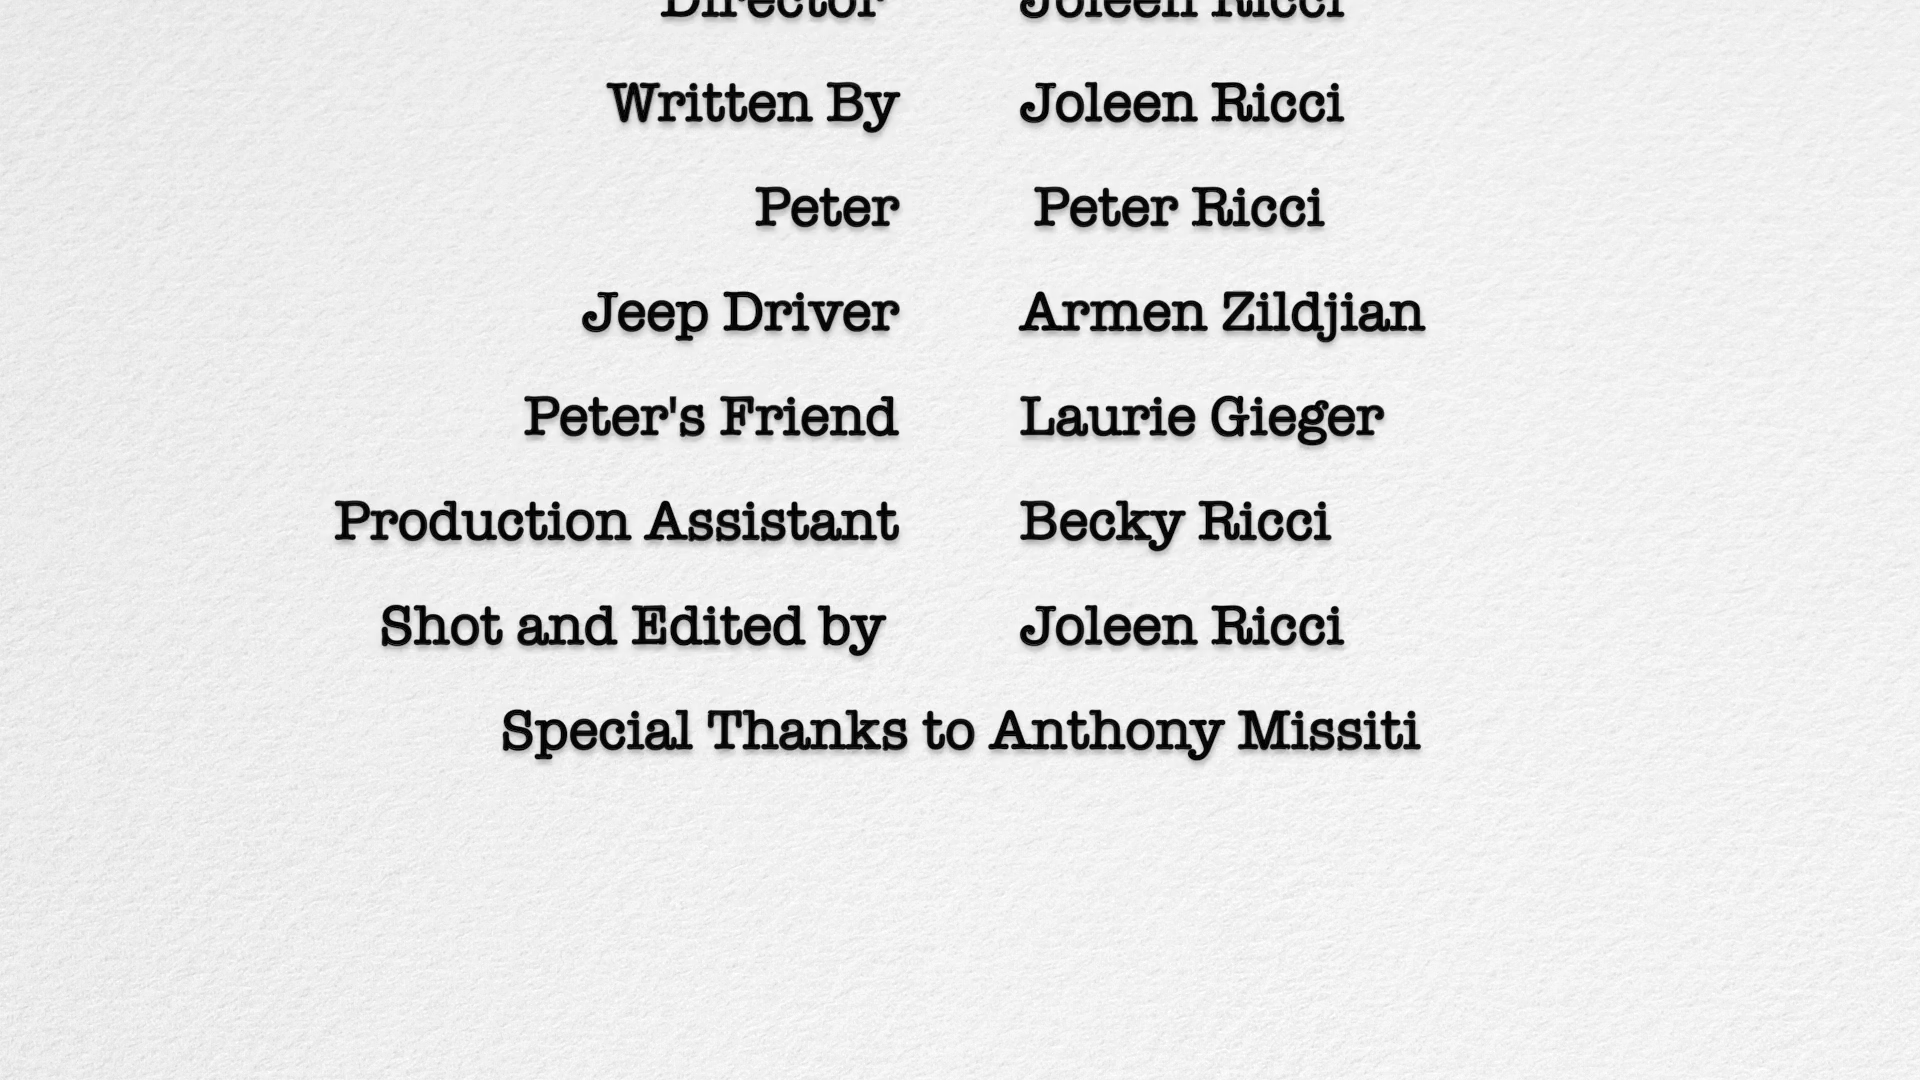 Director Joleen Ricci
Written By Joleen Ricci
Peter Peter Ricci
Jeep Driver Armen Zildjian
Peter's Friend Laurie Gieger
Production Assistant Becky Ricci
Shot and Edited by Joleen Ricci
Special Thanks to Anthony Missiti